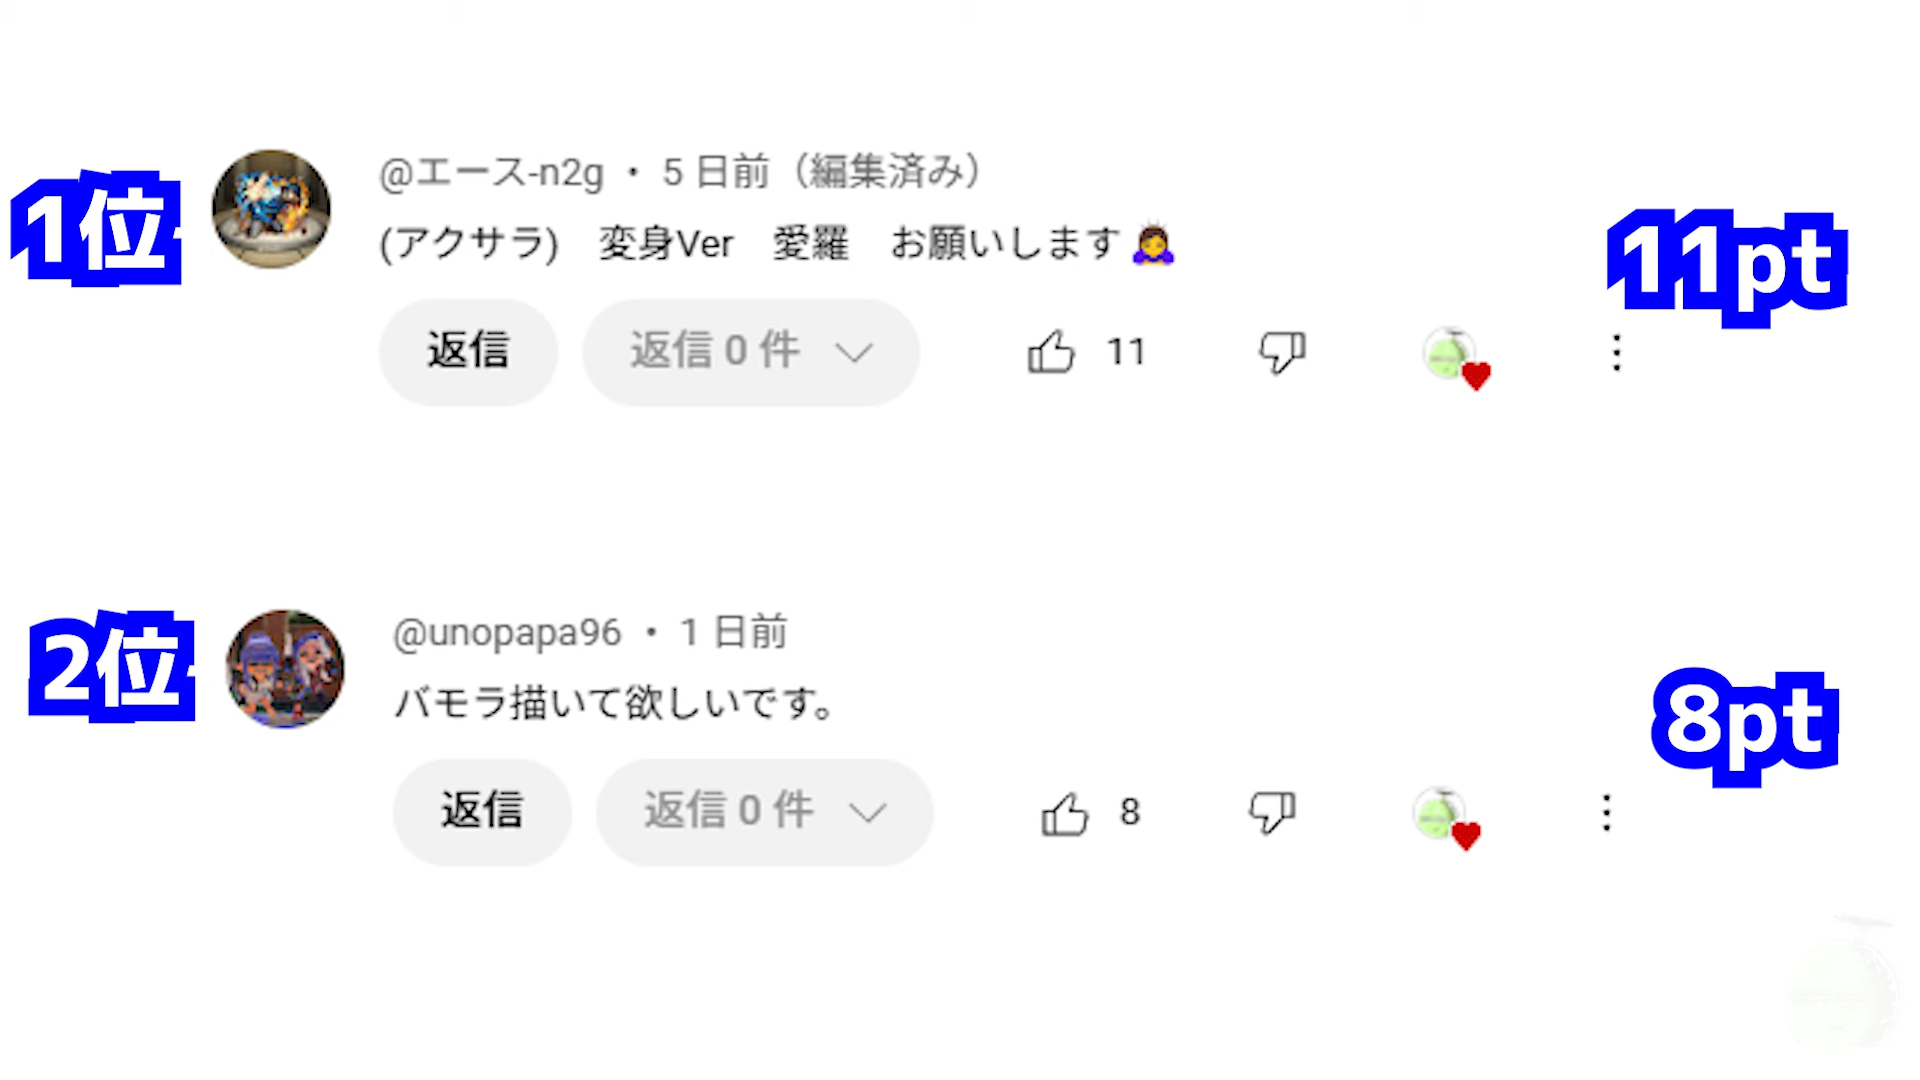 1位
@エース-n2g • 5 日前（編集済み）
(アクサラ)　変身Ver　愛羅　お願いします🙇
返信
返信 0 件
11
11pt
2位
@unopapa96 • 1 日前
バモラ描いて欲しいです。
返信
返信 0 件
8
8pt